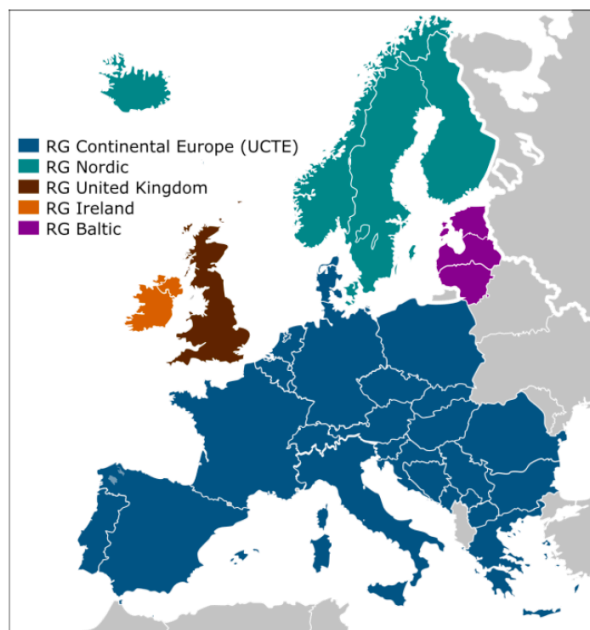 RG Continental Europe (UCTE)
RG Nordic
RG United Kingdom
RG Ireland
RG Baltic